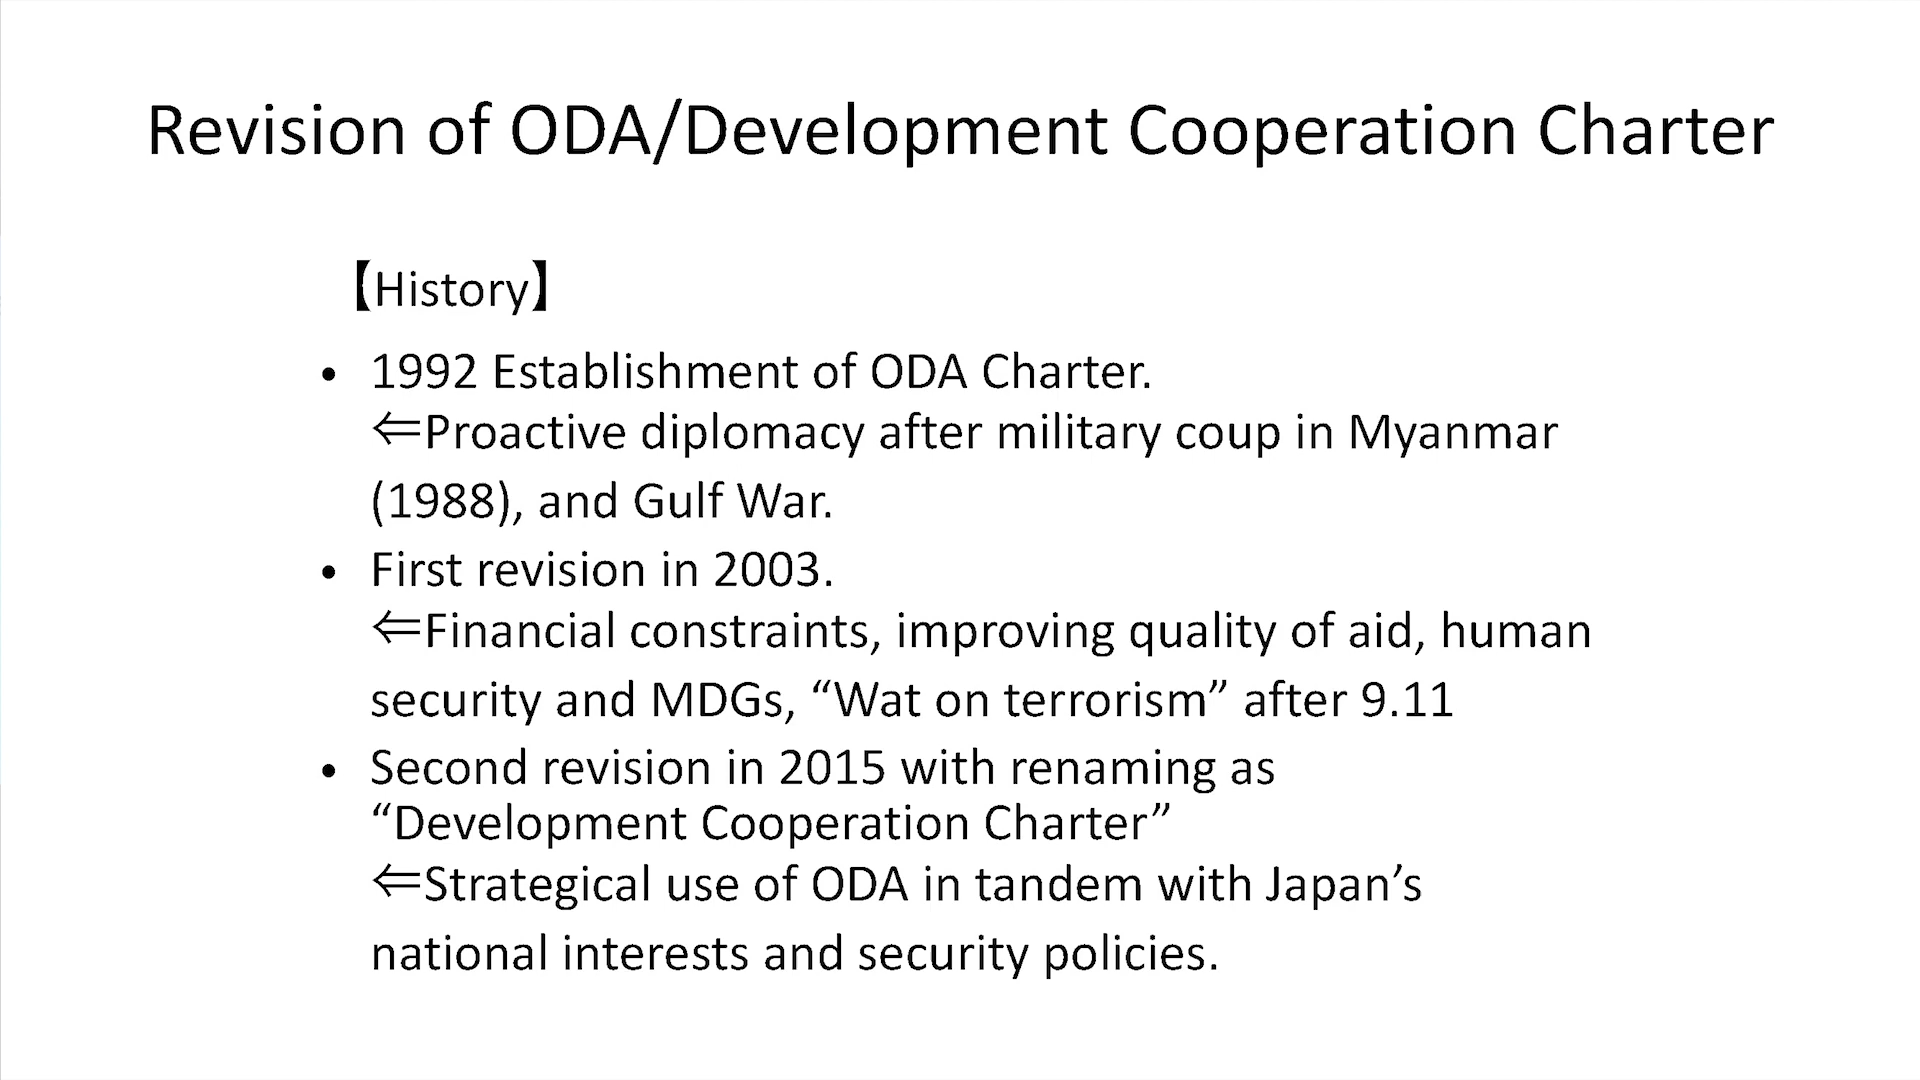 Revision of ODA/Development Cooperation Charter
【History】
• 1992 Establishment of ODA Charter.
⇐Proactive diplomacy after military coup in Myanmar
(1988), and Gulf War.
• First revision in 2003.
⇐Financial constraints, improving quality of aid, human
security and MDGs, “Wat on terrorism” after 9.11
• Second revision in 2015 with renaming as
“Development Cooperation Charter”
⇐Strategical use of ODA in tandem with Japan’s
national interests and security policies.